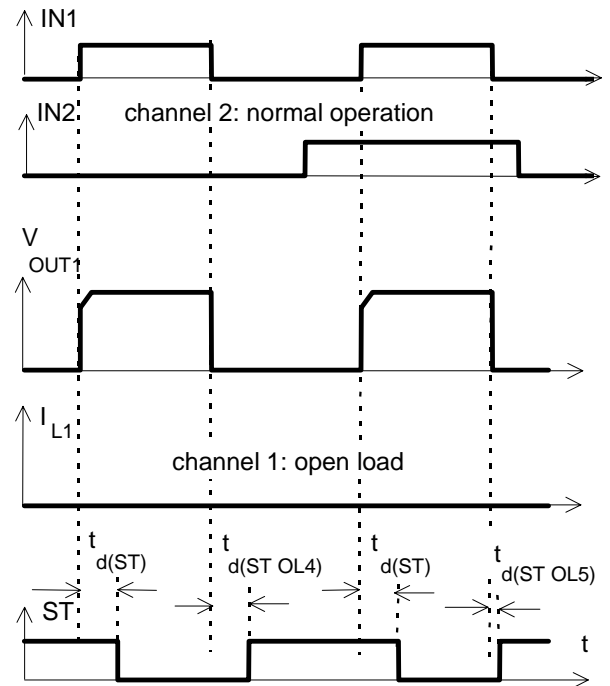 IN1
IN2
channel 2: normal operation
V
OUT1
I
L1
channel 1: open load
t
d(ST)
t
d(ST OL4)
t
d(ST)
t
d(ST OL5)
ST
t